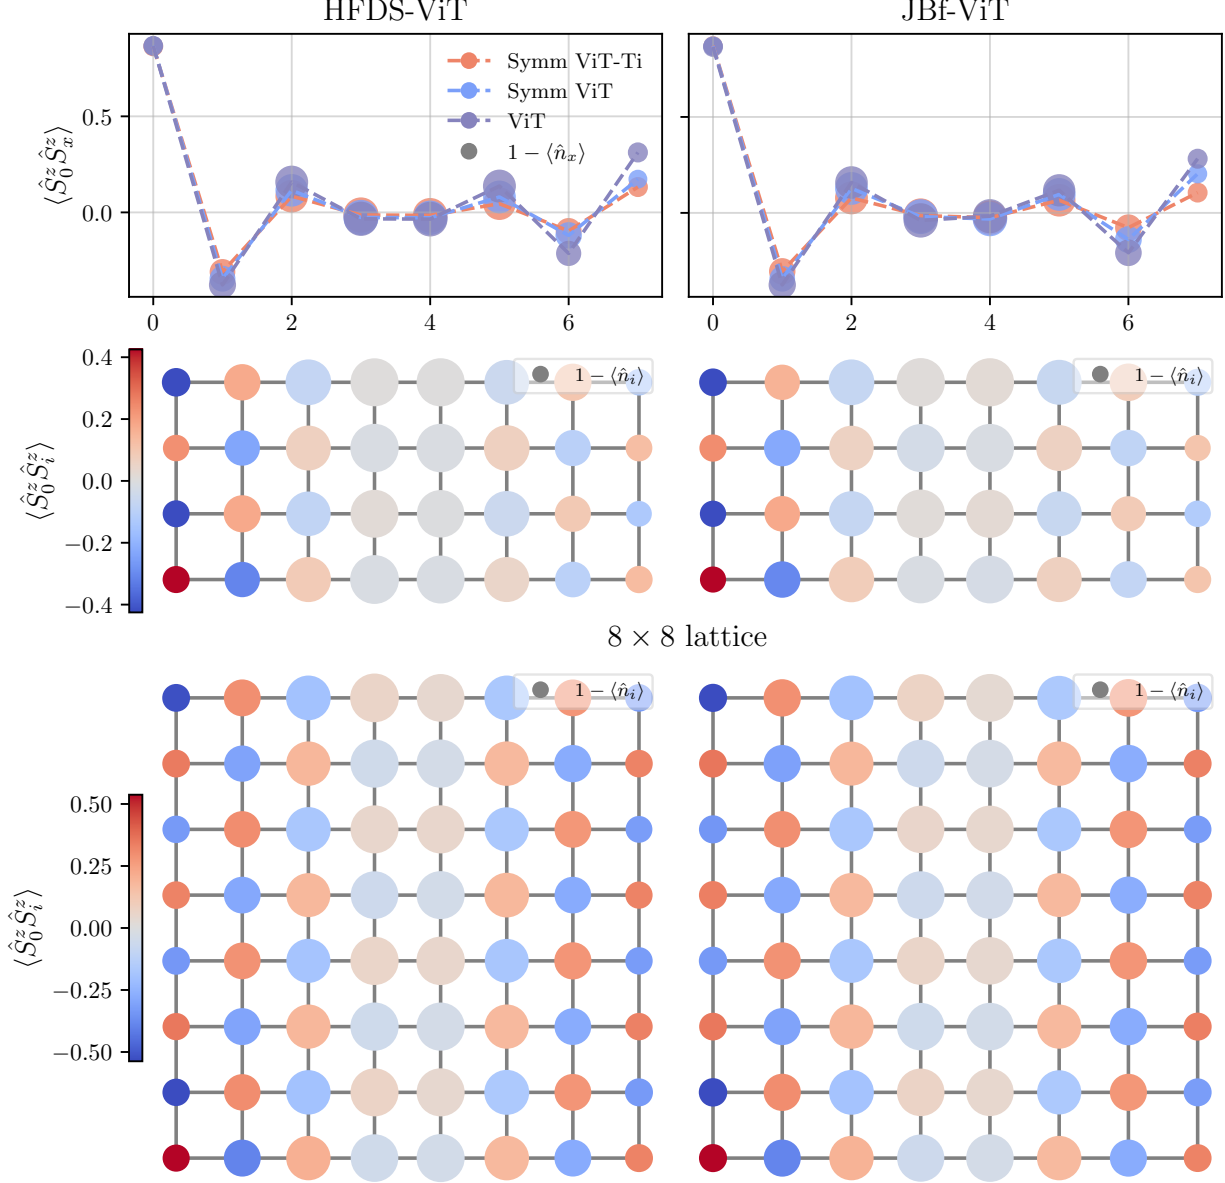 HFDS-ViT
JBf-ViT
⟨Ŝ₀ᶻŜₓᶻ⟩
0.5
0.0
Symm ViT-Ti
Symm ViT
ViT
1 − ⟨n̂ₓ⟩
0 2 4 6
0 2 4 6
⟨Ŝ₀ᶻŜᵢᶻ⟩
0.4
0.2
0.0
−0.2
−0.4
1 − ⟨n̂ᵢ⟩
1 − ⟨n̂ᵢ⟩
8 × 8 lattice
⟨Ŝ₀ᶻŜᵢᶻ⟩
0.50
0.25
0.00
−0.25
−0.50
1 − ⟨n̂ᵢ⟩
1 − ⟨n̂ᵢ⟩